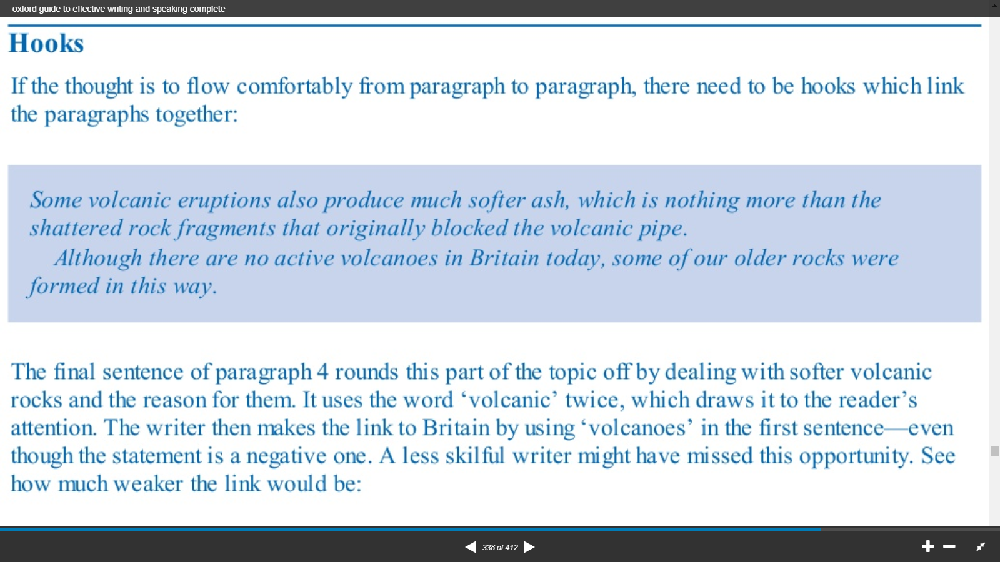 oxford guide to effective writing and speaking complete
Hooks
If the thought is to flow comfortably from paragraph to paragraph, there need to be hooks which link
the paragraphs together:
Some volcanic eruptions also produce much softer ash, which is nothing more than the
shattered rock fragments that originally blocked the volcanic pipe.
Although there are no active volcanoes in Britain today, some of our older rocks were
formed in this way.
The final sentence of paragraph 4 rounds this part of the topic off by dealing with softer volcanic
rocks and the reason for them. It uses the word ‘volcanic’ twice, which draws it to the reader’s
attention. The writer then makes the link to Britain by using ‘volcanoes’ in the first sentence—even
though the statement is a negative one. A less skilful writer might have missed this opportunity. See
how much weaker the link would be:
338 of 412